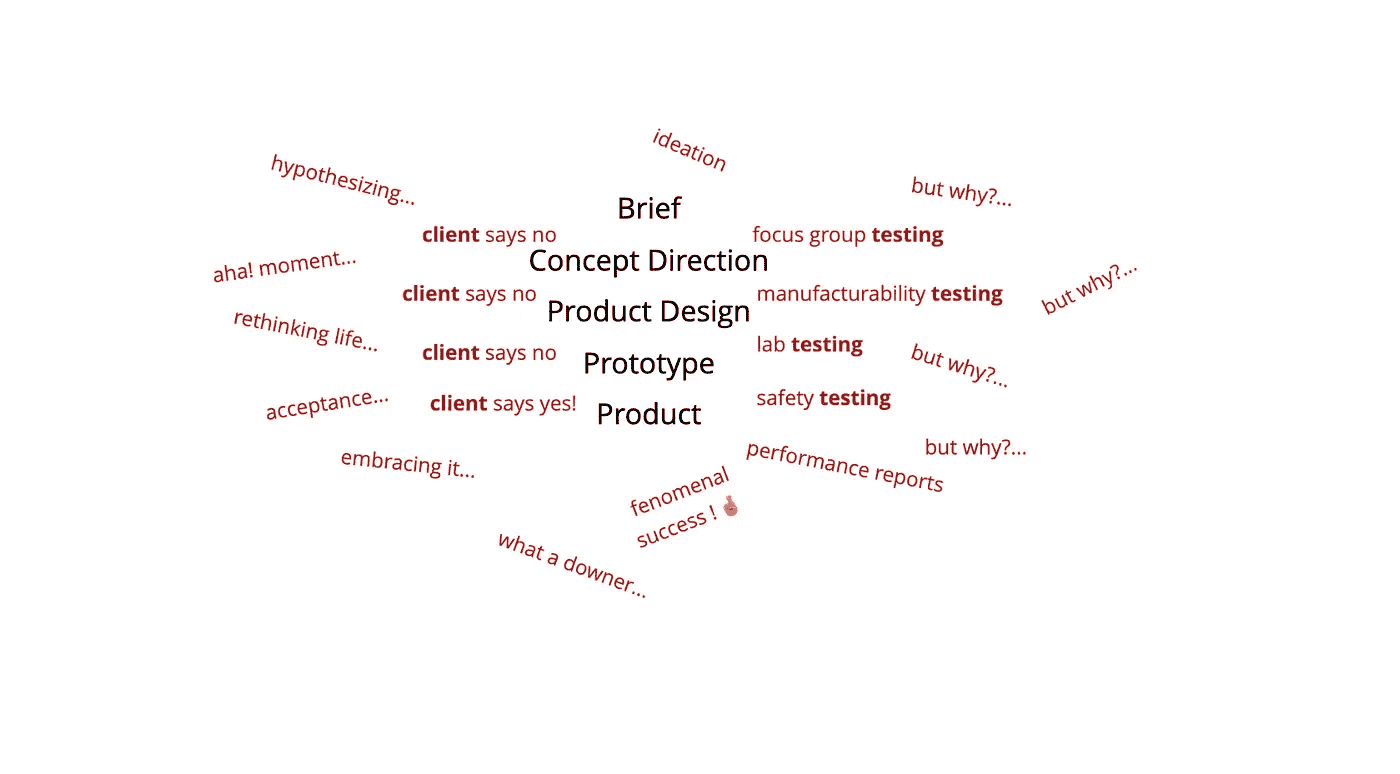 ideation
hypothesizing...
but why?...
Brief
client says no
focus group testing
Concept Direction
aha! moment...
but why?...
client says no
manufacturability testing
Product Design
rethinking life...
client says no
lab testing
but why?...
Prototype
acceptance...
client says yes!
safety testing
Product
embracing it...
performance reports
but why?...
fenomenal
success !
what a downer...